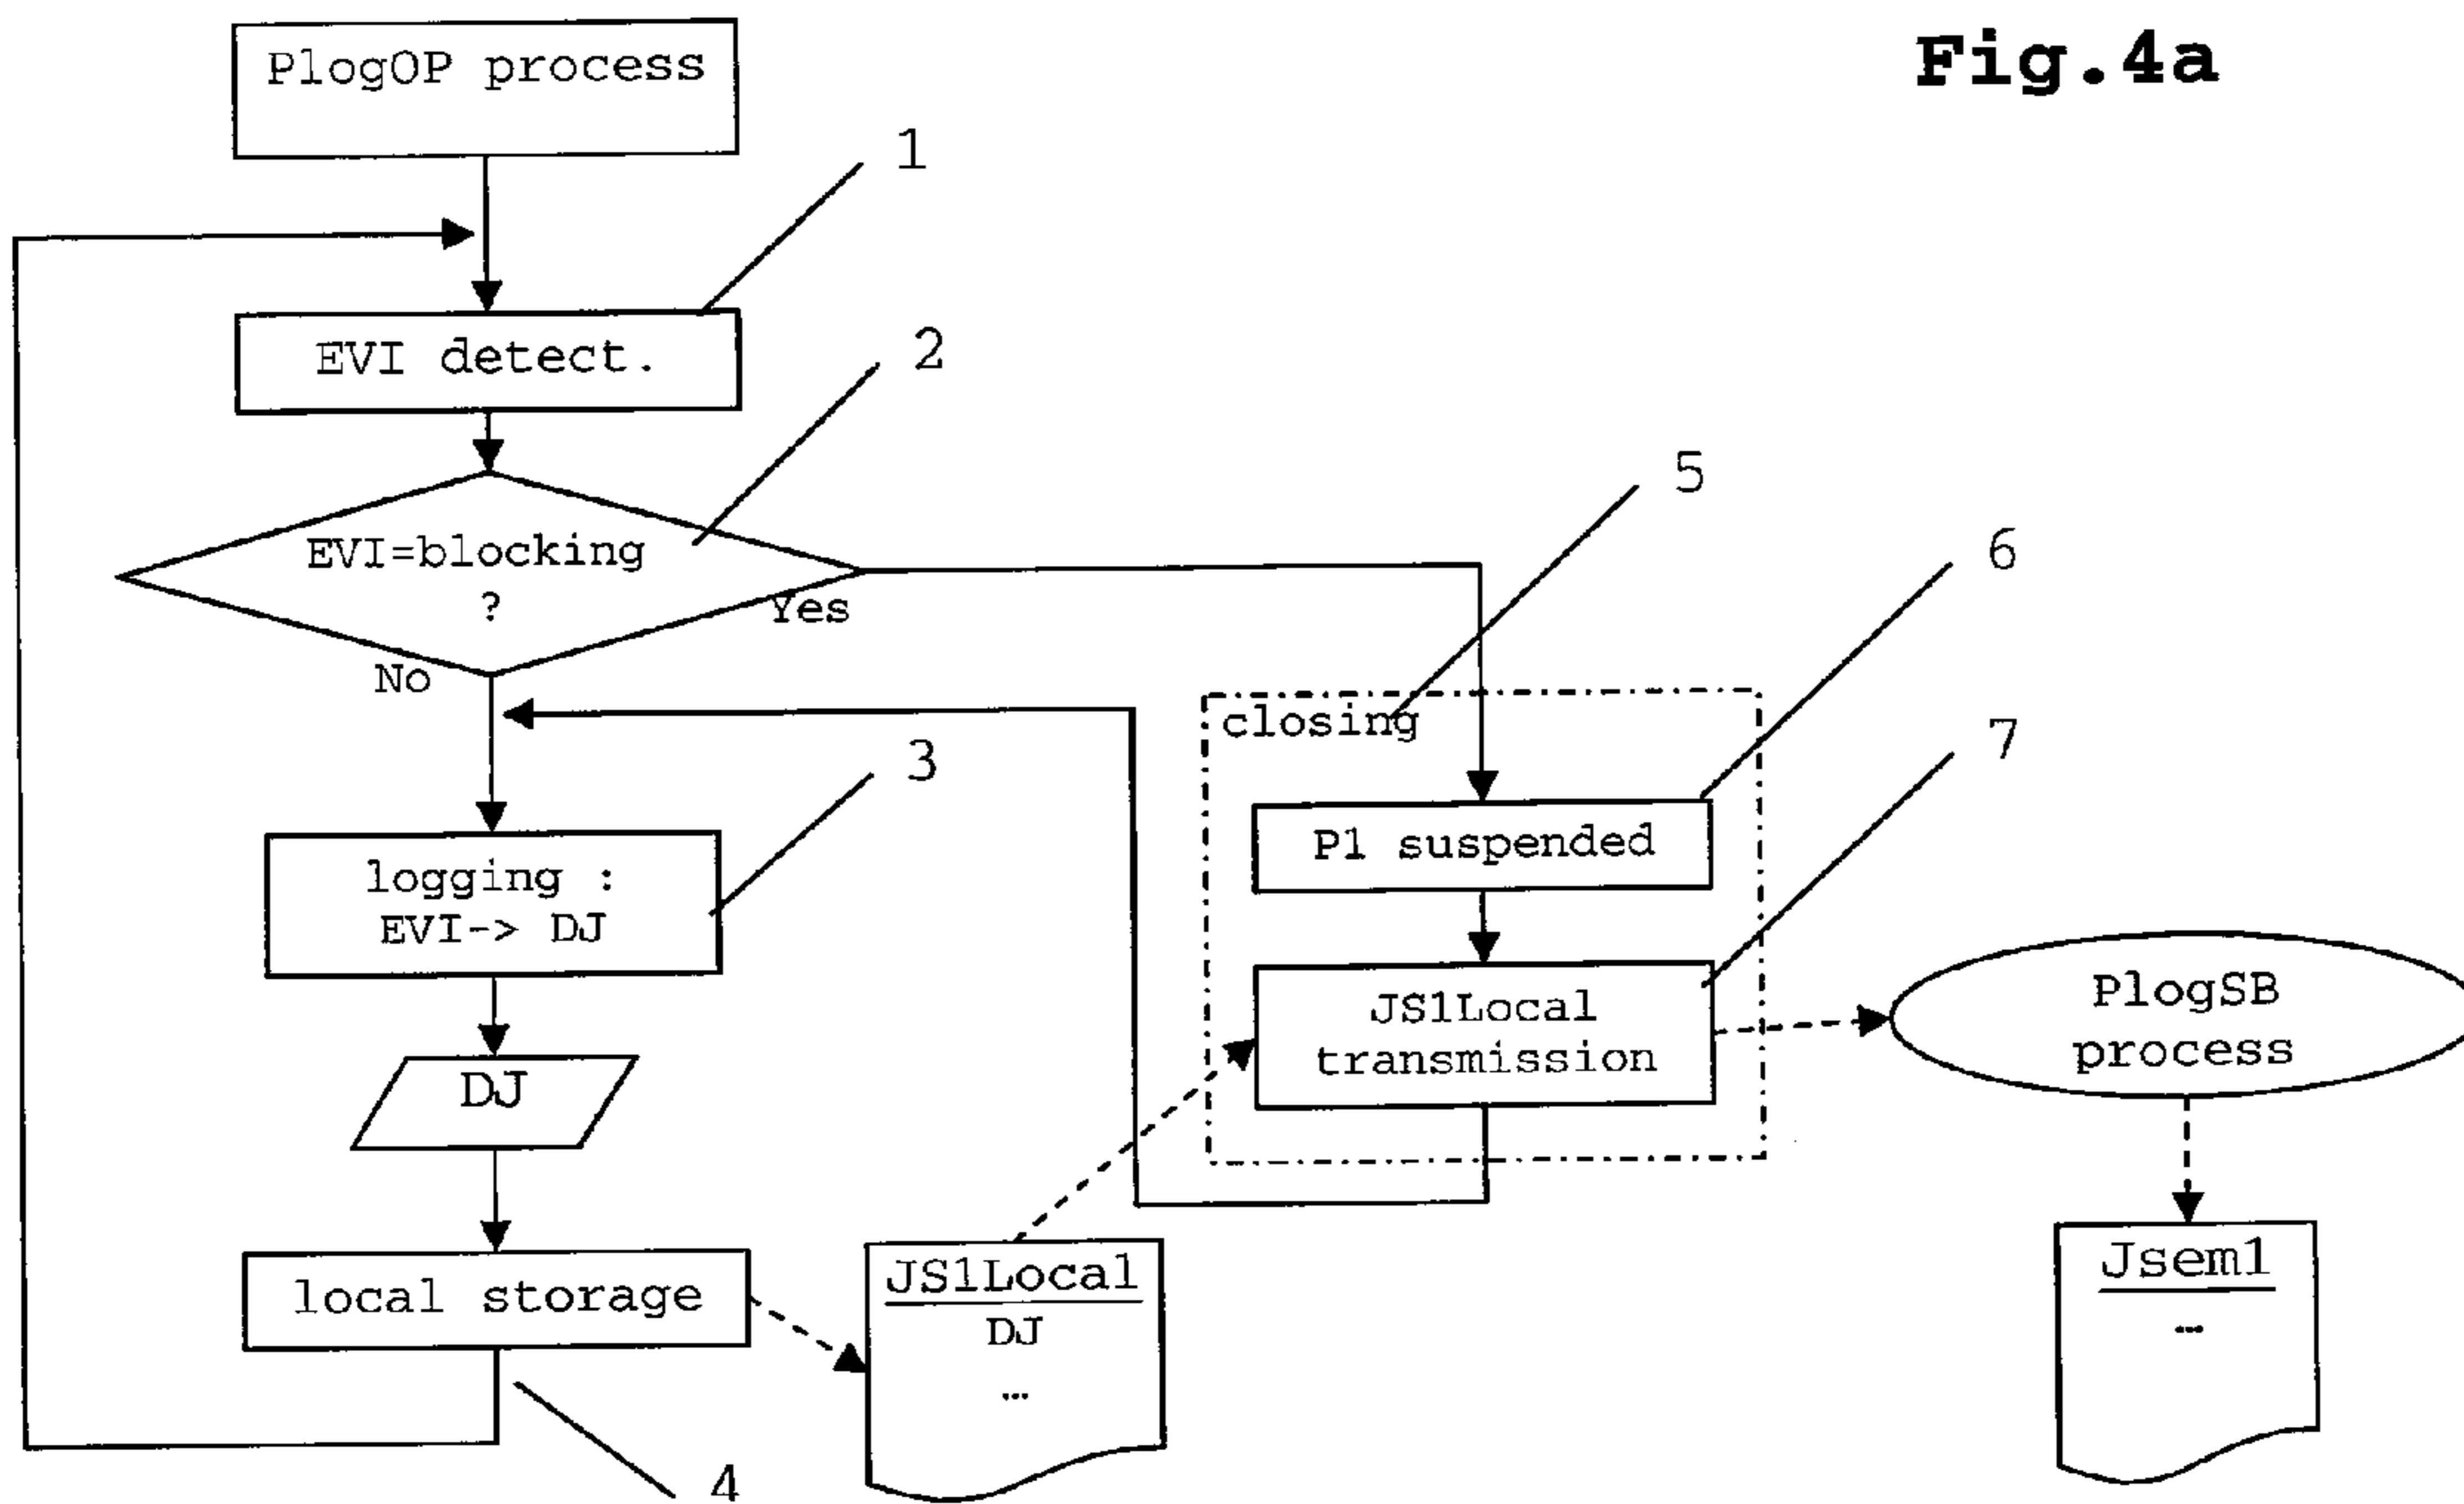 Fig.4a
PlogOP process
1
EVI detect.
2
EVI=blocking
?
Yes
No
5
6
closing
7
3
P1 suspended
logging :
EVI-> DJ
JS1Local
transmission
PlogSB
process
DJ
local storage
JS1Local
DJ
…
Jsem1
…
4